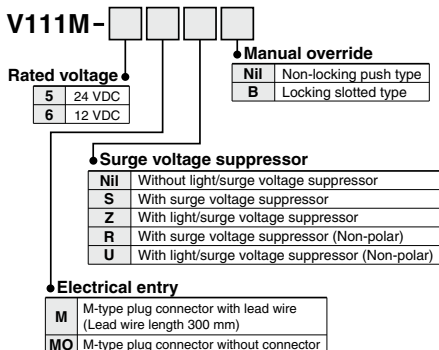 V111M-
Manual override
Nil Non-locking push type
B Locking slotted type
Rated voltage
5 24 VDC
6 12 VDC
Surge voltage suppressor
Nil Without light/surge voltage suppressor
S With surge voltage suppressor
Z With light/surge voltage suppressor
R With surge voltage suppressor (Non-polar)
U With light/surge voltage suppressor (Non-polar)
Electrical entry
M M-type plug connector with lead wire
(Lead wire length 300 mm)
MO M-type plug connector without connector